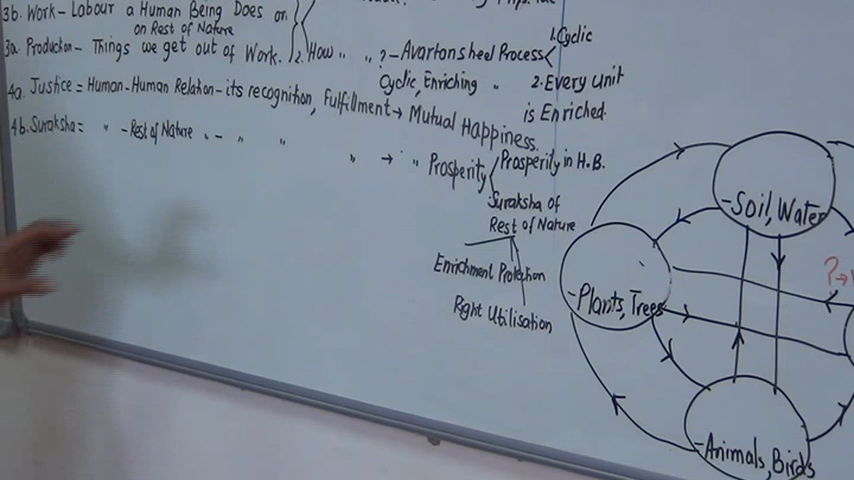 3b. Work - Labour a Human Being Does on
on Rest of Nature
3a. Production - Things we get out of Work.
2. How " " ? - Avartansheel Process
1. Cyclic
Cyclic, Enriching "
2. Every Unit
is Enriched.
4a. Justice = Human-Human Relation - its recognition, Fulfillment → Mutual Happiness.
4b. Suraksha = " - Rest of Nature " - " " " → " Prosperity
Prosperity in H.B.
Suraksha of
Rest of Nature
Enrichment Protection
Right Utilisation
- Soil, Water
- Plants, Trees
- Animals, Birds
? →